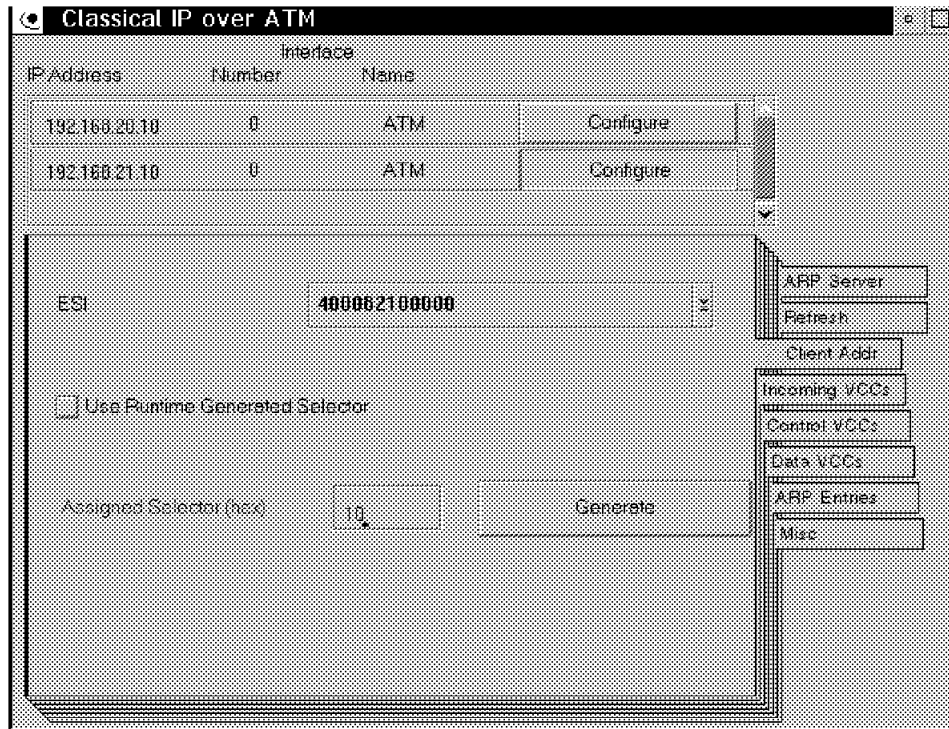 Classical IP over ATM
Interface
IP Address Number Name
192.168.20.10 0 ATM Configure
192.168.21.10 0 ATM Configure
ESI 400082100000
Use Runtime Generated Selector
Assigned Selector (hex) 10 Generate
ARP Server
Refresh
Client Addr
Incoming VCCs
Control VCCs
Data VCCs
ARP Entries
Misc